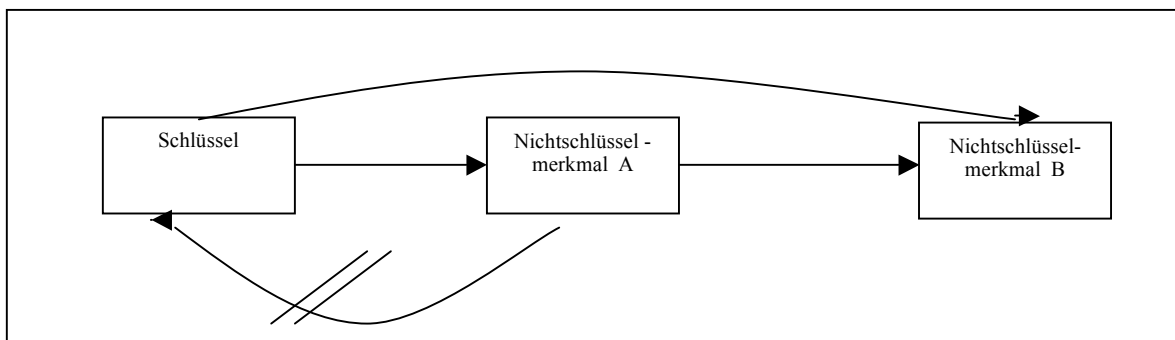 Schlüssel
Nichtschlüssel -
merkmal A
Nichtschlüssel-
merkmal B